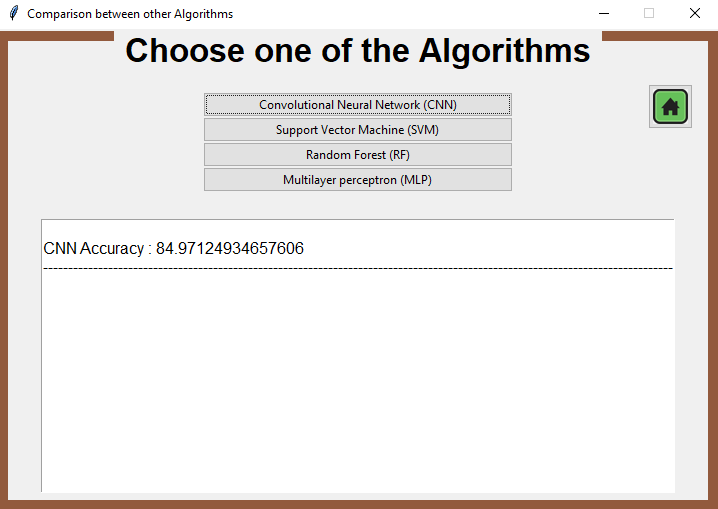 Comparison between other Algorithms
Choose one of the Algorithms
Convolutional Neural Network (CNN)
Support Vector Machine (SVM)
Random Forest (RF)
Multilayer perceptron (MLP)
CNN Accuracy : 84.97124934657606
------------------------------------------------------------------------------------------------------------------------------